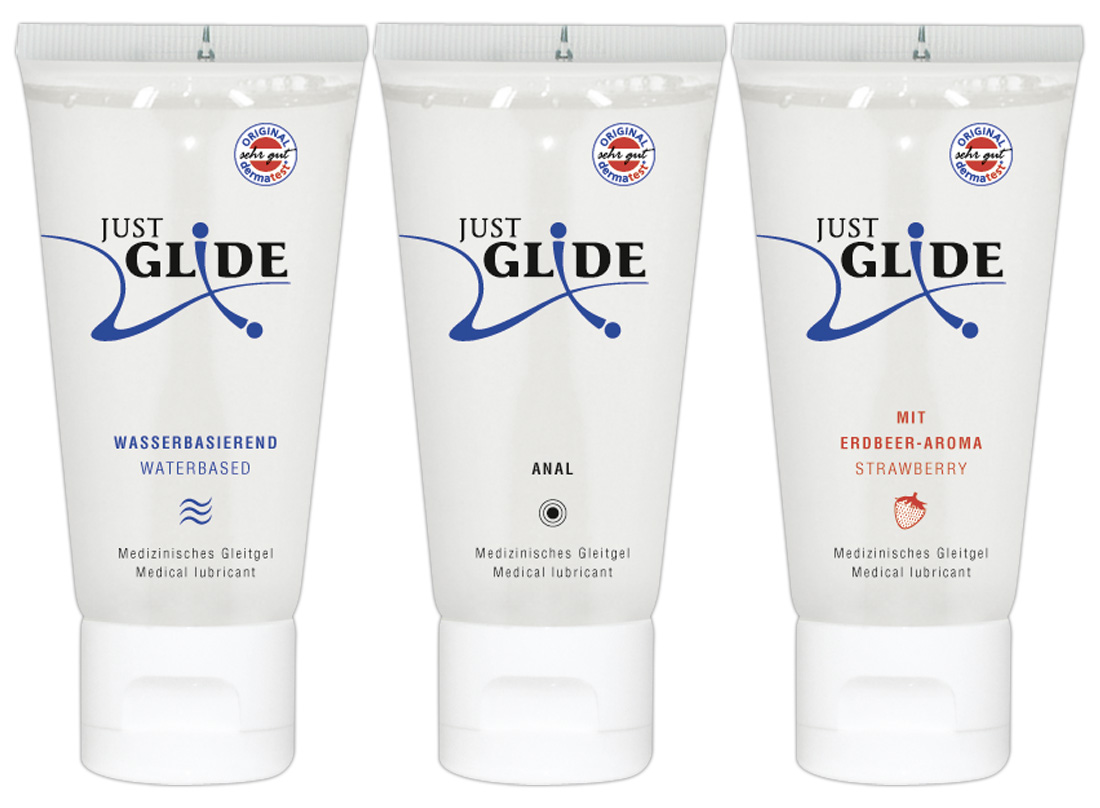 ORIGINAL
sehr gut
dermatest®
JUST
GLIDE
WASSERBASIEREND
WATERBASED
Medizinisches Gleitgel
Medical lubricant
ORIGINAL
sehr gut
dermatest®
JUST
GLIDE
ANAL
Medizinisches Gleitgel
Medical lubricant
ORIGINAL
sehr gut
dermatest®
JUST
GLIDE
MIT
ERDBEER-AROMA
STRAWBERRY
Medizinisches Gleitgel
Medical lubricant